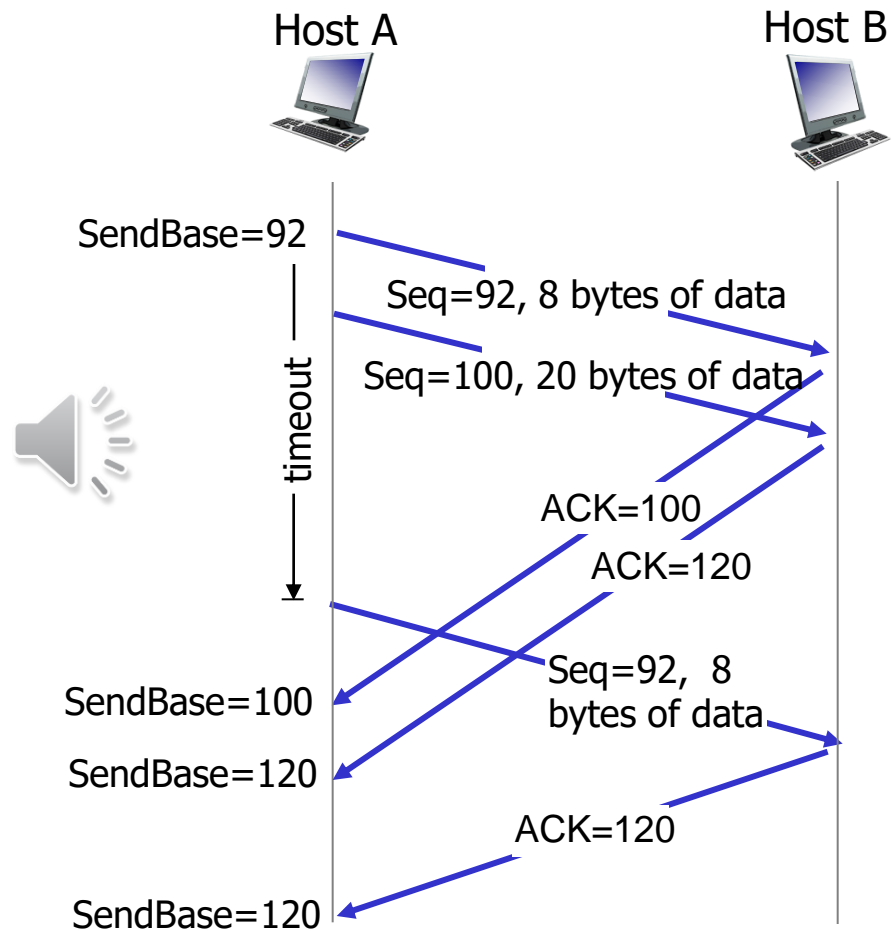 Host A
Host B
SendBase=92
Seq=92, 8 bytes of data
Seq=100, 20 bytes of data
timeout
ACK=100
ACK=120
Seq=92, 8
bytes of data
SendBase=100
SendBase=120
ACK=120
SendBase=120